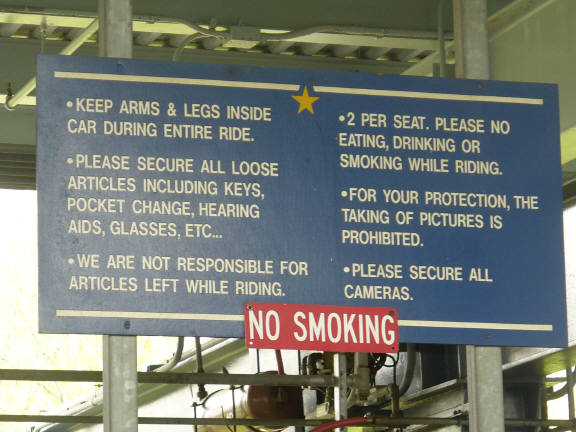 •KEEP ARMS & LEGS INSIDE
CAR DURING ENTIRE RIDE.
•PLEASE SECURE ALL LOOSE
ARTICLES INCLUDING KEYS,
POCKET CHANGE, HEARING
AIDS, GLASSES, ETC...
•WE ARE NOT RESPONSIBLE FOR
ARTICLES LEFT WHILE RIDING.
•2 PER SEAT. PLEASE NO
EATING, DRINKING OR
SMOKING WHILE RIDING.
•FOR YOUR PROTECTION, THE
TAKING OF PICTURES IS
PROHIBITED.
•PLEASE SECURE ALL
CAMERAS.
NO SMOKING